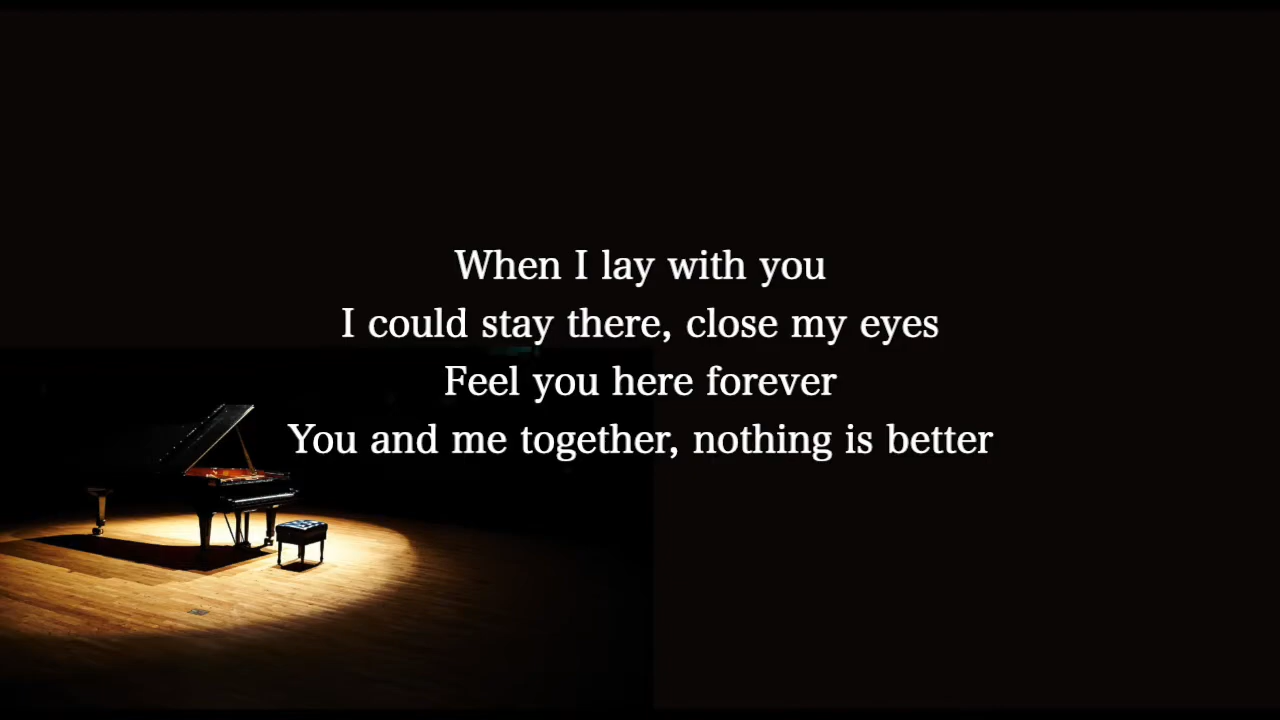 When I lay with you
I could stay there, close my eyes
Feel you here forever
You and me together, nothing is better